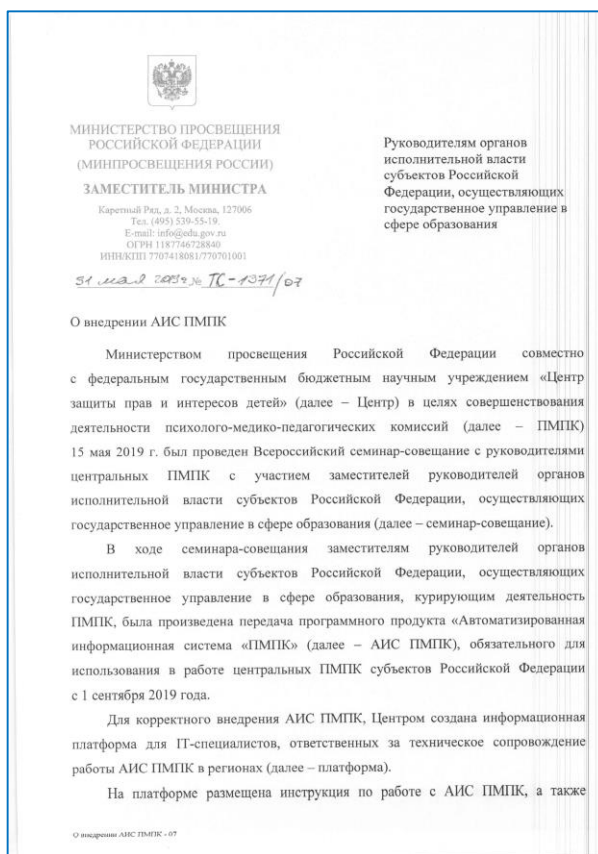 МИНИСТЕРСТВО ПРОСВЕЩЕНИЯ
РОССИЙСКОЙ ФЕДЕРАЦИИ
(МИНПРОСВЕЩЕНИЯ РОССИИ)
ЗАМЕСТИТЕЛЬ МИНИСТРА
Каретный Ряд, д. 2, Москва, 127006
Тел. (495) 539-55-19.
E-mail: info@edu.gov.ru
ОГРН 1187746728840
ИНН/КПП 7707418081/770701001
31 мая 2019г № ТС-1371/07
Руководителям органов
исполнительной власти
субъектов Российской
Федерации, осуществляющих
государственное управление в
сфере образования
О внедрении АИС ПМПК
Министерством просвещения Российской Федерации совместно
с федеральным государственным бюджетным научным учреждением «Центр
защиты прав и интересов детей» (далее – Центр) в целях совершенствования
деятельности психолого-медико-педагогических комиссий (далее – ПМПК)
15 мая 2019 г. был проведен Всероссийский семинар-совещание с руководителями
центральных ПМПК с участием заместителей руководителей органов
исполнительной власти субъектов Российской Федерации, осуществляющих
государственное управление в сфере образования (далее – семинар-совещание).
В ходе семинара-совещания заместителям руководителей органов
исполнительной власти субъектов Российской Федерации, осуществляющих
государственное управление в сфере образования, курирующим деятельность
ПМПК, была произведена передача программного продукта «Автоматизированная
информационная система «ПМПК» (далее – АИС ПМПК), обязательного для
использования в работе центральных ПМПК субъектов Российской Федерации
с 1 сентября 2019 года.
Для корректного внедрения АИС ПМПК, Центром создана информационная
платформа для IT-специалистов, ответственных за техническое сопровождение
работы АИС ПМПК в регионах (далее – платформа).
На платформе размещена инструкция по работе с АИС ПМПК, а также
О внедрении АИС ПМПК - 07